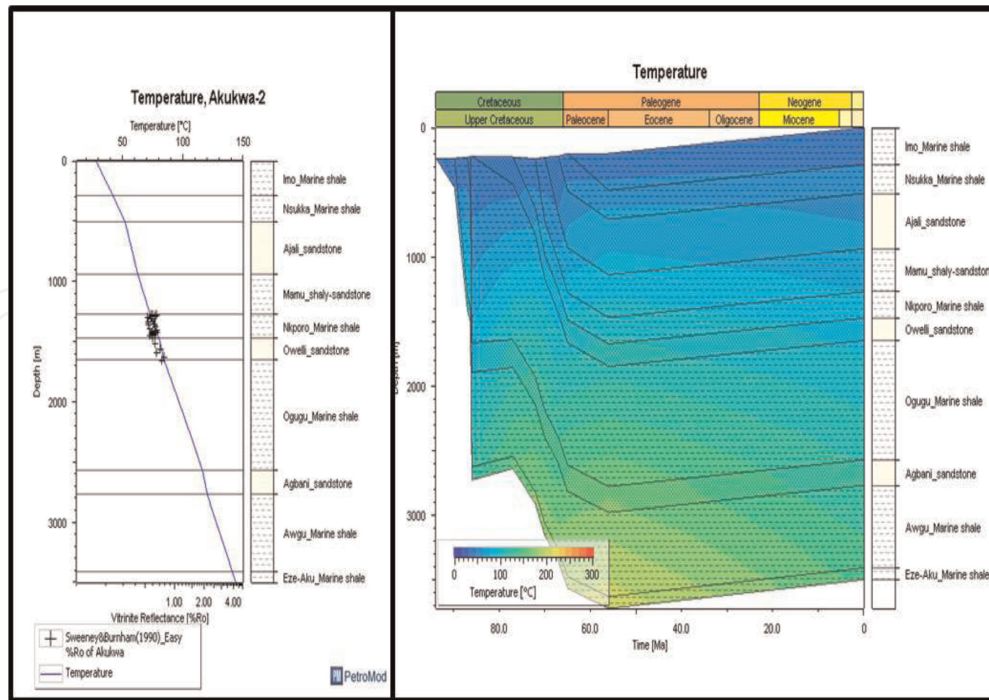 Temperature, Akukwa-2
Temperature [°C]
50 100 150
0
1000
2000
3000
Depth [m]
Imo_Marine shale
Nsukka_Marine shale
Ajali_sandstone
Mamu_shaly-sandstone
Nkporo_Marine shale
Owelli_sandstone
Ogugu_Marine shale
Agbani_sandstone
Awgu_Marine shale
Eze-Aku_Marine shale
1.00 2.00 4.00
Vitrinite Reflectance [%Ro]
Sweeney&Burnham(1990)_Easy
%Ro of Akukwa
Temperature
PetroMod
Temperature
Cretaceous Paleogene Neogene
Upper Cretaceous Paleocene Eocene Oligocene Miocene
0
1000
2000
3000
Depth [m]
Imo_Marine shale
Nsukka_Marine shale
Ajali_sandstone
Mamu_shaly-sandstone
Nkporo_Marine shale
Owelli_sandstone
Ogugu_Marine shale
Agbani_sandstone
Awgu_Marine shale
Eze-Aku_Marine shale
0 100 200 300
Temperature [°C]
80.0 60.0 40.0 20.0 0
Time [Ma]